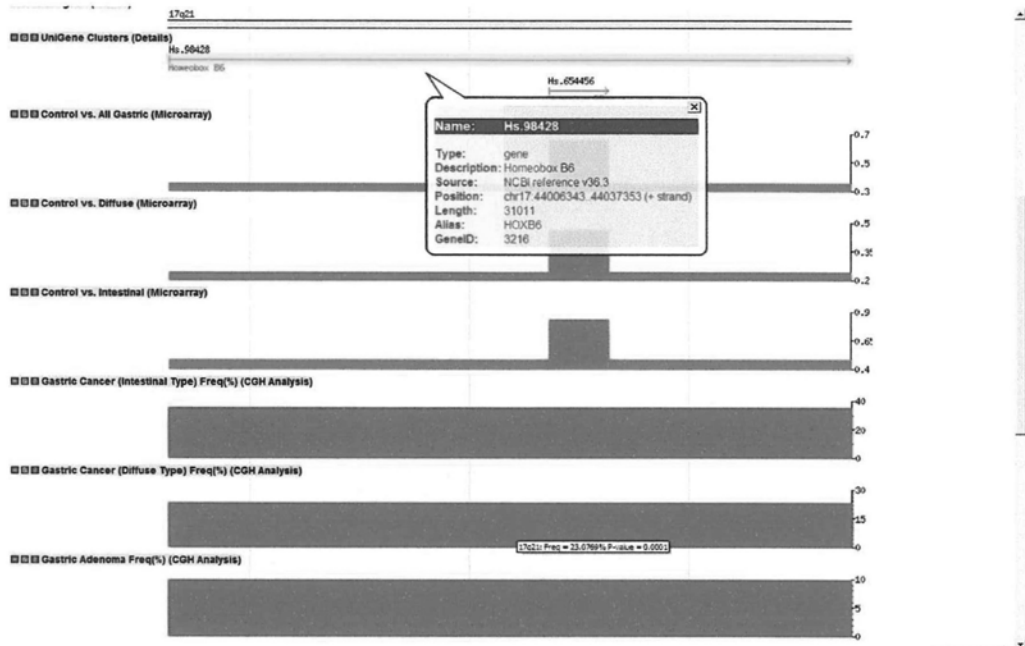 17q21
UniGene Clusters (Details)
Hs.98428
Homeobox B6
Hs.654456
Control vs. All Gastric (Microarray)
0.7
0.5
0.3
Name: Hs.98428
Type: gene
Description: Homeobox B6
Source: NCBI reference v36.3
Position: chr17:44006343..44037353 (+ strand)
Length: 31011
Alias: HOXB6
GeneID: 3216
Control vs. Diffuse (Microarray)
0.5
0.35
0.2
Control vs. Intestinal (Microarray)
0.9
0.4
Gastric Cancer (Intestinal Type) Freq(%) (CGH Analysis)
40
20
0
Gastric Cancer (Diffuse Type) Freq(%) (CGH Analysis)
30
15
0
17q21: Freq = 23.0769% P-value = 0.0001
Gastric Adenoma Freq(%) (CGH Analysis)
10
5
0